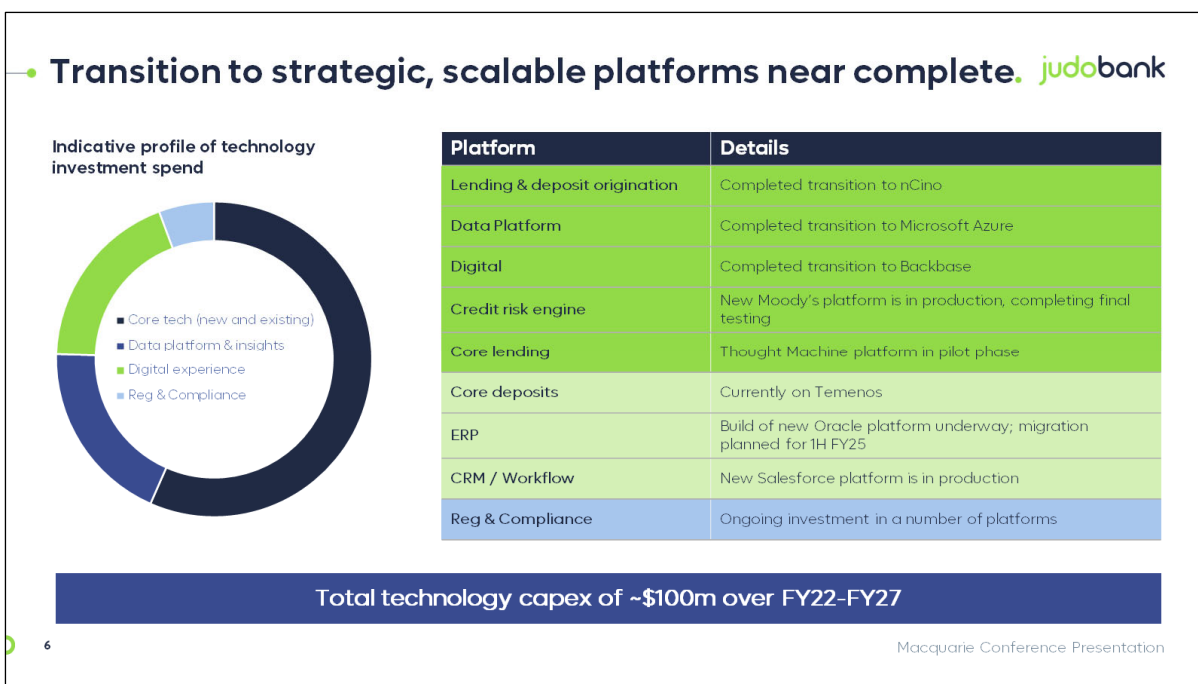 Transition to strategic, scalable platforms near complete.
judobank
Indicative profile of technology
investment spend
Core tech (new and existing)
Data platform & insights
Digital experience
Reg & Compliance
Platform Details
Lending & deposit origination Completed transition to nCino
Data Platform Completed transition to Microsoft Azure
Digital Completed transition to Backbase
Credit risk engine New Moody's platform is in production, completing final
testing
Core lending Thought Machine platform in pilot phase
Core deposits Currently on Temenos
ERP Build of new Oracle platform underway; migration
planned for 1H FY25
CRM / Workflow New Salesforce platform is in production
Reg & Compliance Ongoing investment in a number of platforms
Total technology capex of ~$100m over FY22-FY27
6
Macquarie Conference Presentation